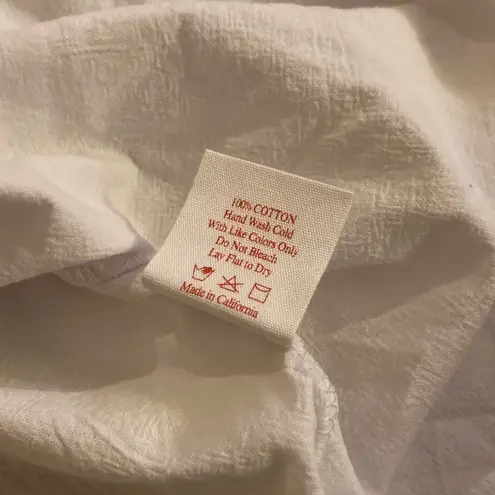 100% COTTON
Hand Wash Cold
With Like Colors Only
Do Not Bleach
Lay Flat to Dry
Made in California